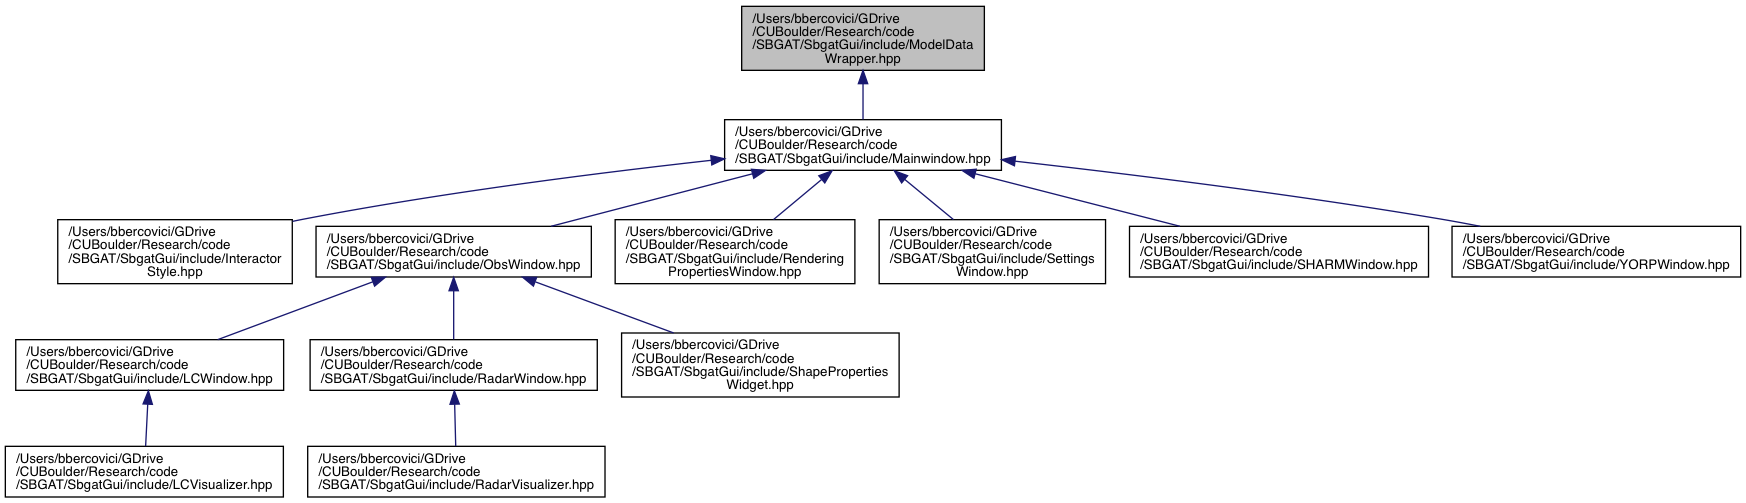 /Users/bbercovici/GDrive
/CUBoulder/Research/code
/SBGAT/SbgatGui/include/ModelData
Wrapper.hpp
/Users/bbercovici/GDrive
/CUBoulder/Research/code
/SBGAT/SbgatGui/include/Mainwindow.hpp
/Users/bbercovici/GDrive
/CUBoulder/Research/code
/SBGAT/SbgatGui/include/Interactor
Style.hpp
/Users/bbercovici/GDrive
/CUBoulder/Research/code
/SBGAT/SbgatGui/include/ObsWindow.hpp
/Users/bbercovici/GDrive
/CUBoulder/Research/code
/SBGAT/SbgatGui/include/Rendering
PropertiesWindow.hpp
/Users/bbercovici/GDrive
/CUBoulder/Research/code
/SBGAT/SbgatGui/include/Settings
Window.hpp
/Users/bbercovici/GDrive
/CUBoulder/Research/code
/SBGAT/SbgatGui/include/SHARMWindow.hpp
/Users/bbercovici/GDrive
/CUBoulder/Research/code
/SBGAT/SbgatGui/include/YORPWindow.hpp
/Users/bbercovici/GDrive
/CUBoulder/Research/code
/SBGAT/SbgatGui/include/LCWindow.hpp
/Users/bbercovici/GDrive
/CUBoulder/Research/code
/SBGAT/SbgatGui/include/RadarWindow.hpp
/Users/bbercovici/GDrive
/CUBoulder/Research/code
/SBGAT/SbgatGui/include/ShapeProperties
Widget.hpp
/Users/bbercovici/GDrive
/CUBoulder/Research/code
/SBGAT/SbgatGui/include/LCVisualizer.hpp
/Users/bbercovici/GDrive
/CUBoulder/Research/code
/SBGAT/SbgatGui/include/RadarVisualizer.hpp